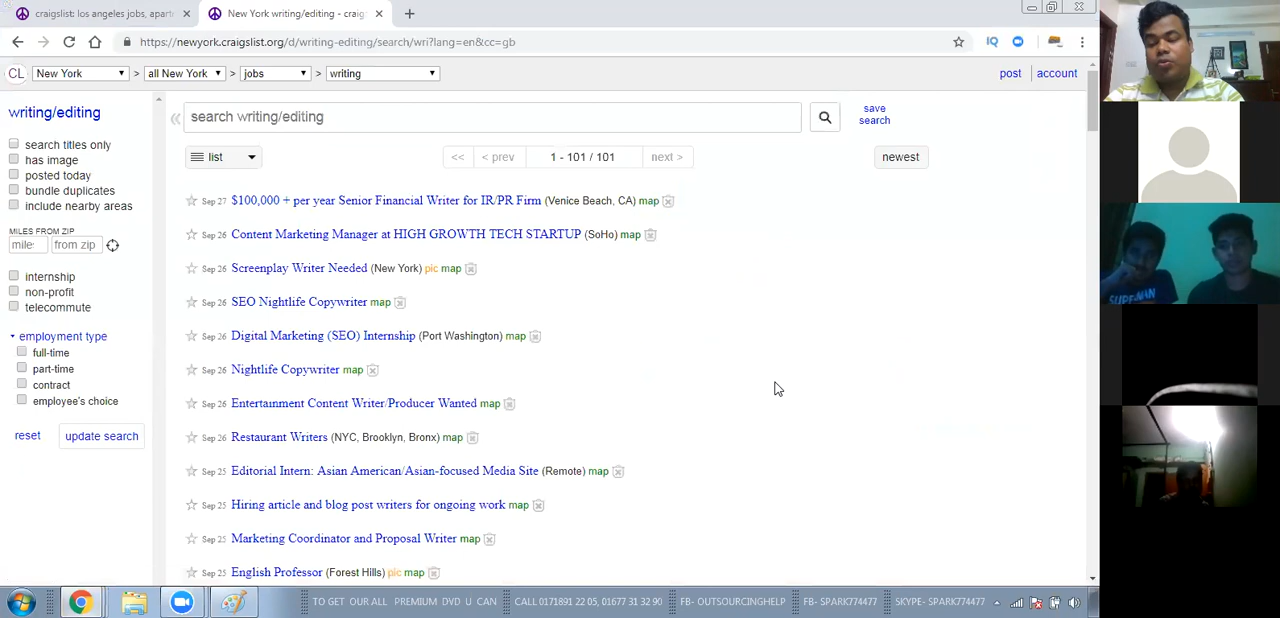 craigslist: los angeles jobs, apart
New York writing/editing - craig
https://newyork.craigslist.org/d/writing-editing/search/wri?lang=en&cc=gb
CL New York > all New York > jobs > writing post account
writing/editing
search titles only
has image
posted today
bundle duplicates
include nearby areas
MILES FROM ZIP
mile from zip
internship
non-profit
telecommute
employment type
full-time
part-time
contract
employee's choice
reset update search
search writing/editing
save search
list << < prev 1 - 101 / 101 next > newest
Sep 27 $100,000 + per year Senior Financial Writer for IR/PR Firm (Venice Beach, CA) map
Sep 26 Content Marketing Manager at HIGH GROWTH TECH STARTUP (SoHo) map
Sep 26 Screenplay Writer Needed (New York) pic map
Sep 26 SEO Nightlife Copywriter map
Sep 26 Digital Marketing (SEO) Internship (Port Washington) map
Sep 26 Nightlife Copywriter map
Sep 26 Entertainment Content Writer/Producer Wanted map
Sep 26 Restaurant Writers (NYC, Brooklyn, Bronx) map
Sep 25 Editorial Intern: Asian American/Asian-focused Media Site (Remote) map
Sep 25 Hiring article and blog post writers for ongoing work map
Sep 25 Marketing Coordinator and Proposal Writer map
Sep 25 English Professor (Forest Hills) pic map
TO GET OUR ALL PREMIUM DVD U CAN CALL 0171891 22 05, 01677 31 32 90 FB- OUTSOURCINGHELP FB- SPARK774477 SKYPE- SPARK774477